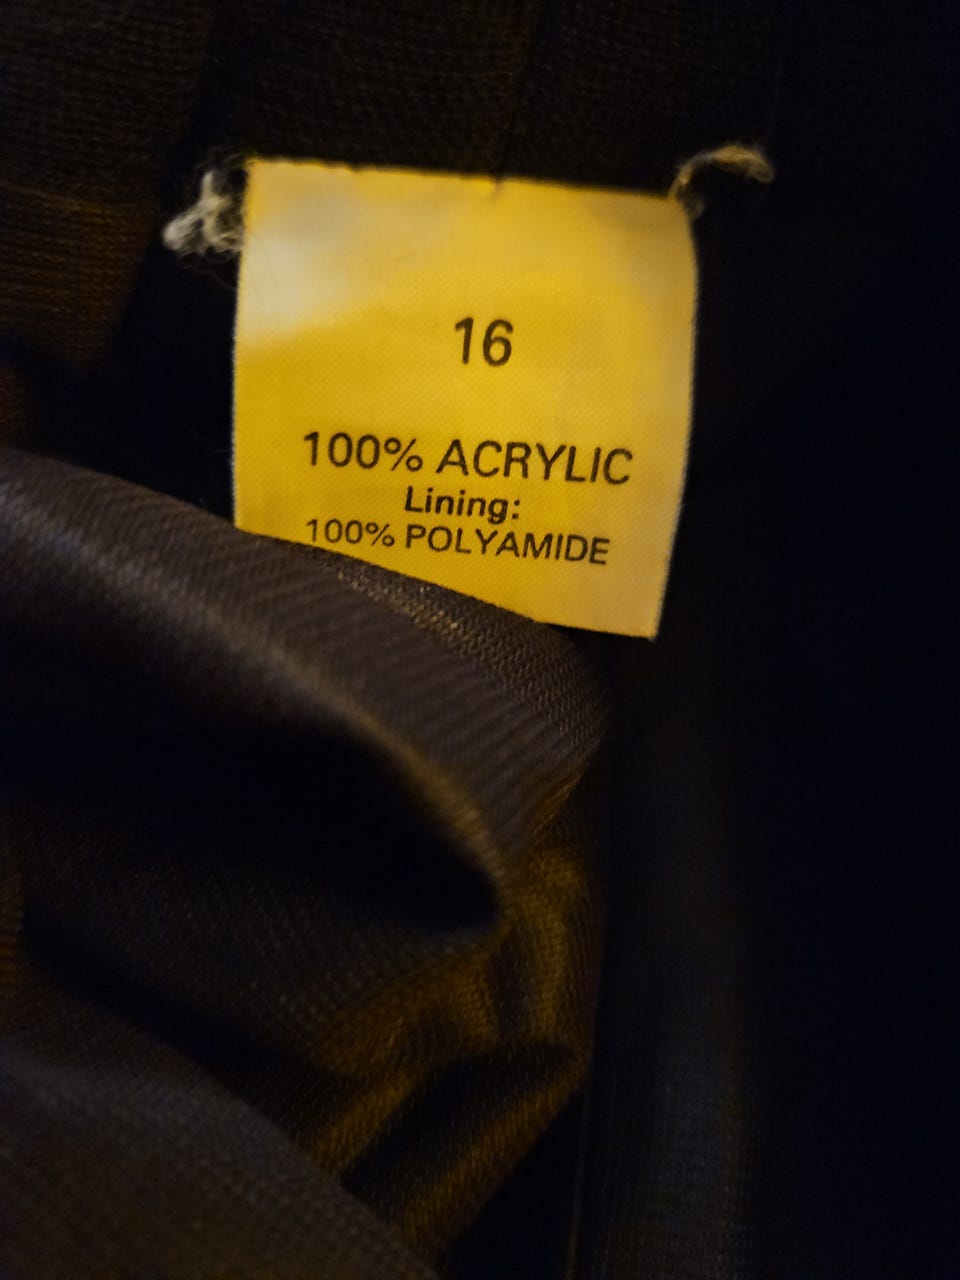 16
100% ACRYLIC
Lining:
100% POLYAMIDE